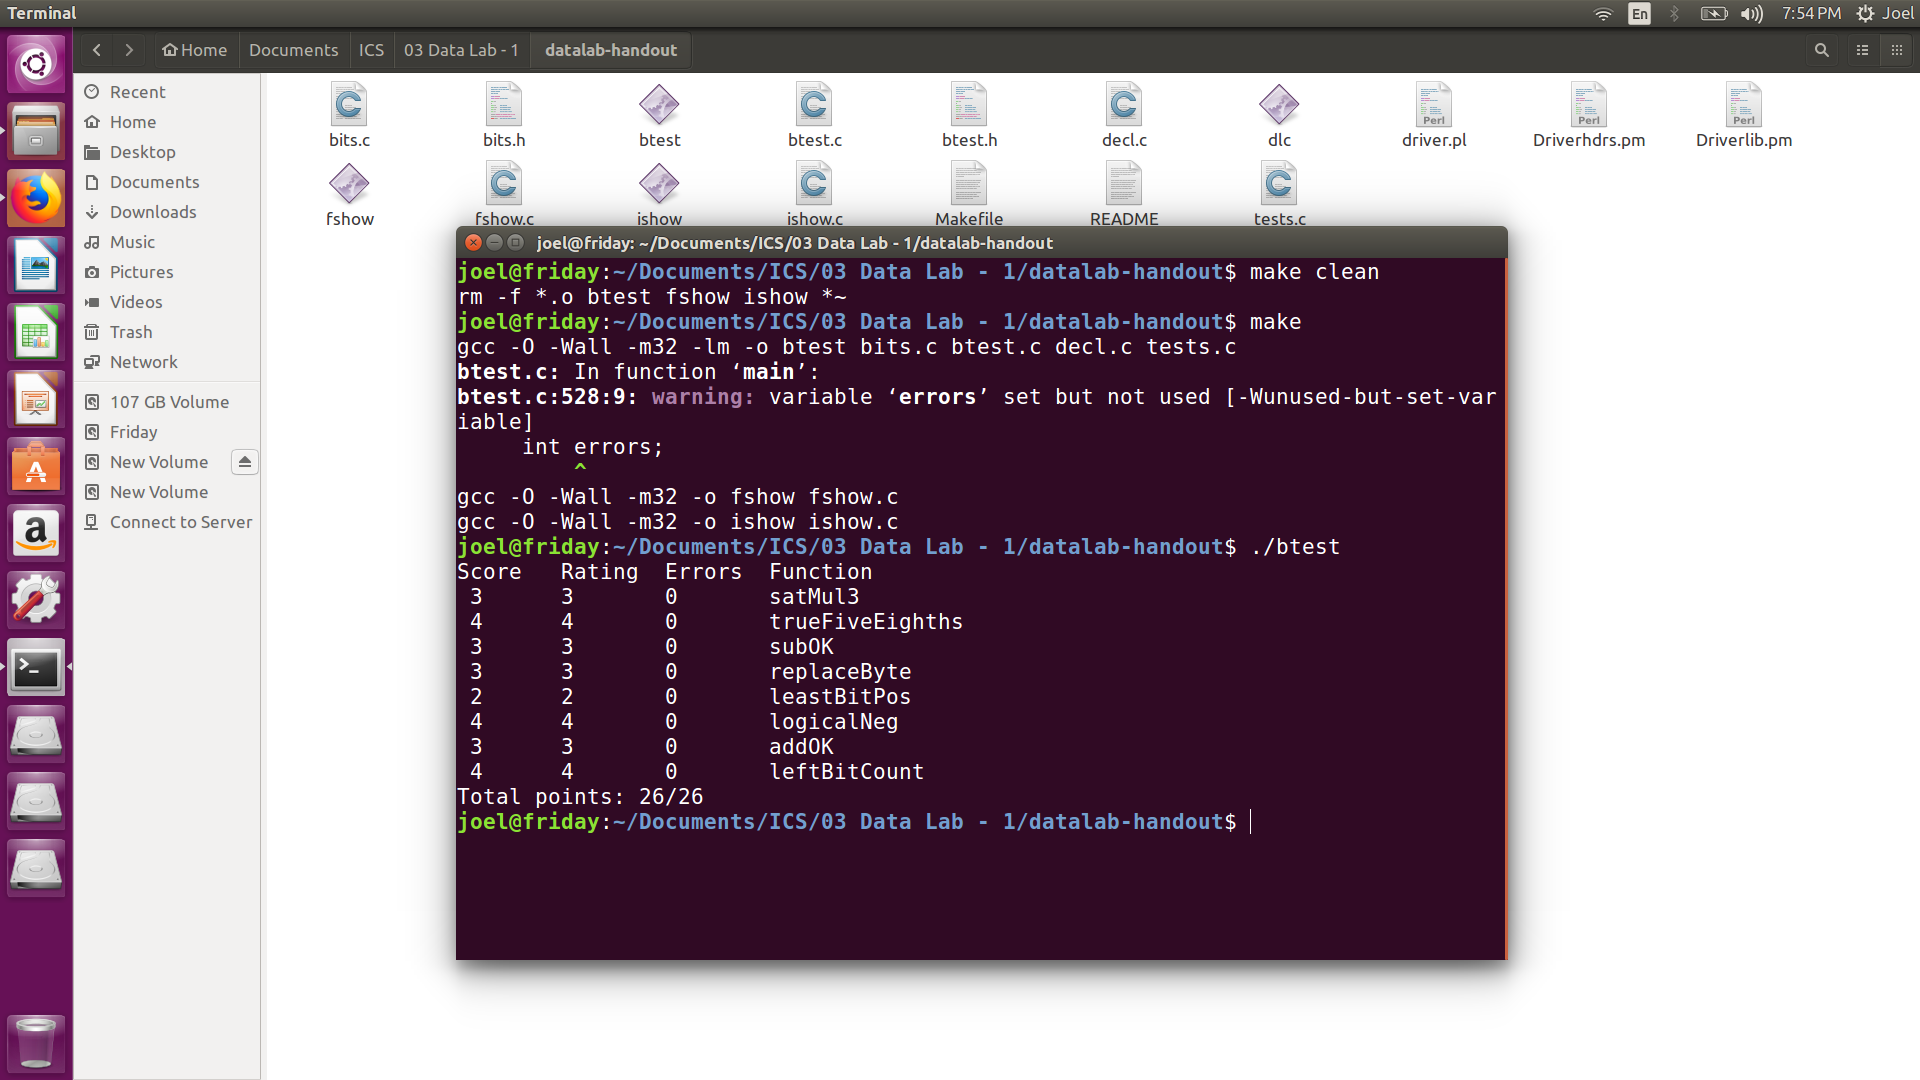 Terminal
En
7:54 PM
Joel
Home
Documents
ICS
03 Data Lab - 1
datalab-handout
Recent
Home
Desktop
Documents
Downloads
Music
Pictures
Videos
Trash
Network
107 GB Volume
Friday
New Volume
New Volume
Connect to Server
bits.c
bits.h
btest
btest.c
btest.h
decl.c
dlc
Perl
driver.pl
Perl
Driverhdrs.pm
Perl
Driverlib.pm
fshow
fshow.c
ishow
ishow.c
Makefile
README
tests.c
joel@friday: ~/Documents/ICS/03 Data Lab - 1/datalab-handout
joel@friday:~/Documents/ICS/03 Data Lab - 1/datalab-handout$ make clean
rm -f *.o btest fshow ishow *~
joel@friday:~/Documents/ICS/03 Data Lab - 1/datalab-handout$ make
gcc -O -Wall -m32 -lm -o btest bits.c btest.c decl.c tests.c
btest.c: In function ‘main’:
btest.c:528:9: warning: variable ‘errors’ set but not used [-Wunused-but-set-var
iable]
     int errors;
         ^
gcc -O -Wall -m32 -o fshow fshow.c
gcc -O -Wall -m32 -o ishow ishow.c
joel@friday:~/Documents/ICS/03 Data Lab - 1/datalab-handout$ ./btest
Score   Rating  Errors  Function
 3      3       0       satMul3
 4      4       0       trueFiveEighths
 3      3       0       subOK
 3      3       0       replaceByte
 2      2       0       leastBitPos
 4      4       0       logicalNeg
 3      3       0       addOK
 4      4       0       leftBitCount
Total points: 26/26
joel@friday:~/Documents/ICS/03 Data Lab - 1/datalab-handout$